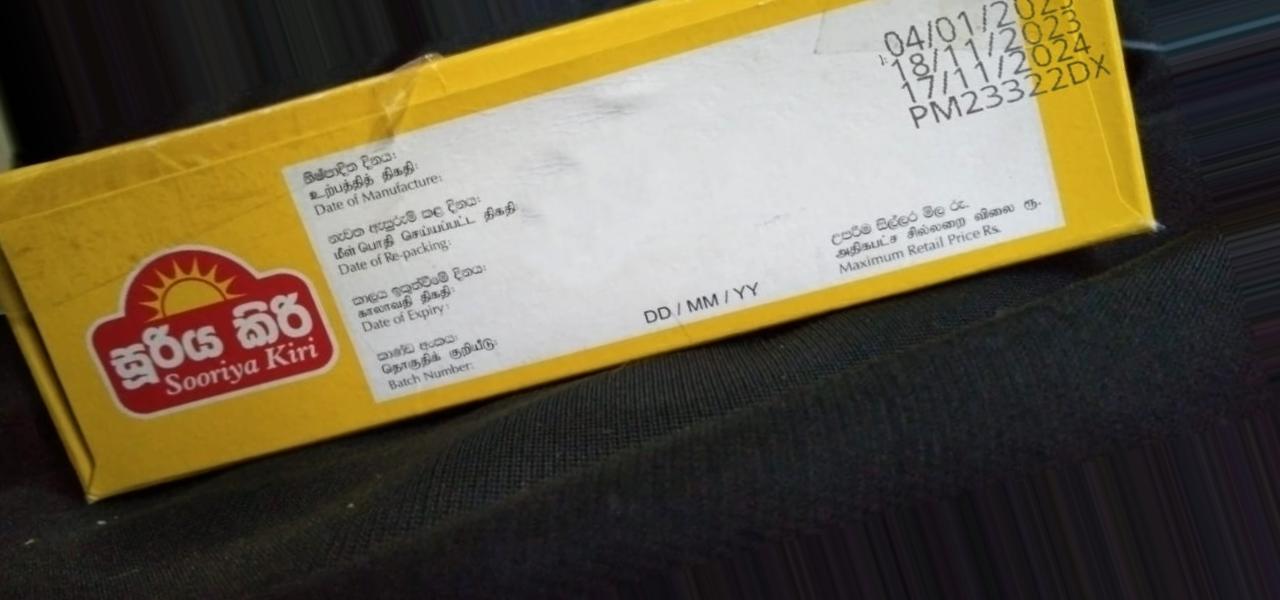 04/01/2023
18/11/2023
17/11/2024
PM23322DX
නිෂ්පාදිත දිනය:
உற்பத்தித் திகதி:
Date of Manufacture:
නැවත ඇසුරුම් කල දිනය:
மீள் பொதி செய்யப்பட்ட திகதி:
Date of Re-packing:
කාලය ඉකුත්වීමේ දිනය:
காலாவதி திகதி:
Date of Expiry:
කාණ්ඩ අංකය:
தொகுதிக் குறியீடு:
Batch Number:
DD / MM / YY
උපරිම සිල්ලර මිල රු.
அதிகபட்ச சில்லறை விலை ரூ.
Maximum Retail Price Rs.
සූරිය කිරි
Sooriya Kiri